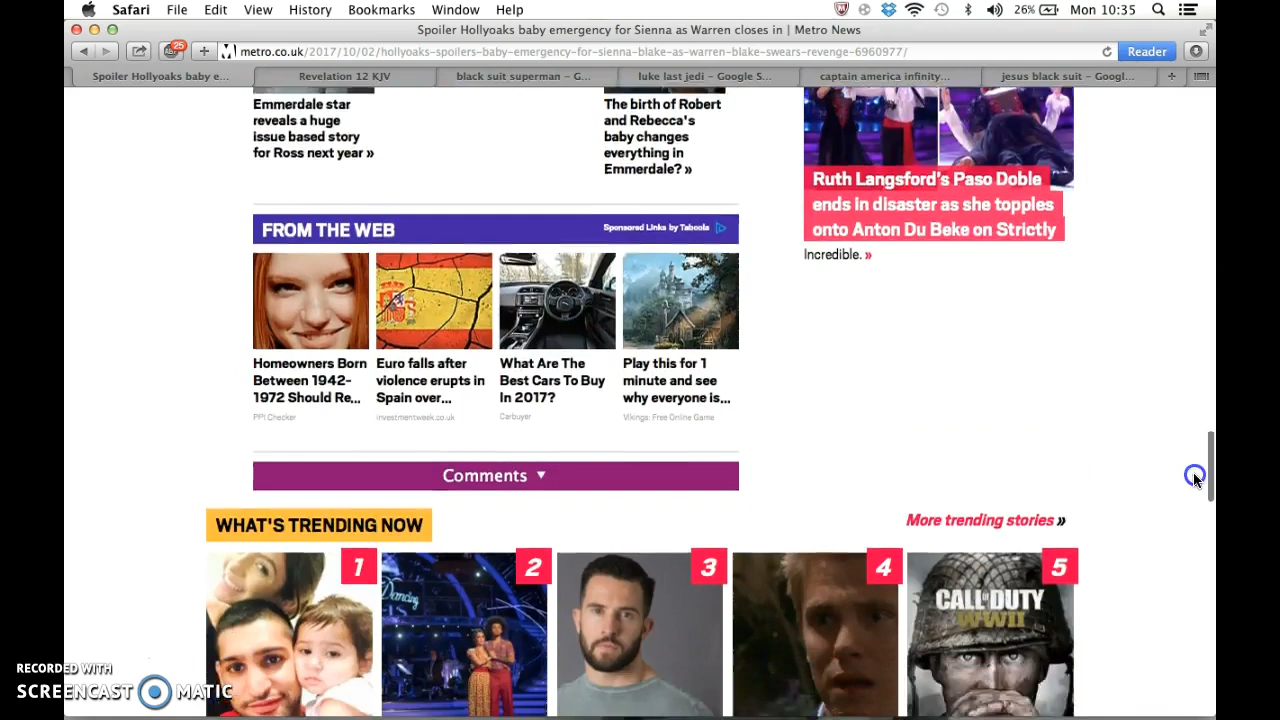 Safari File Edit View History Bookmarks Window Help 26% Mon 10:35
Spoiler Hollyoaks baby emergency for Sienna as Warren closes in | Metro News
25 metro.co.uk/2017/10/02/hollyoaks-spoilers-baby-emergency-for-sienna-blake-as-warren-blake-swears-revenge-6960977/ Reader
Spoiler Hollyoaks baby e... Revelation 12 KJV black suit superman – G... luke last jedi – Google S... captain america infinity... jesus black suit – Googl...
Emmerdale star
reveals a huge
issue based story
for Ross next year »
The birth of Robert
and Rebecca's
baby changes
everything in
Emmerdale? »
Ruth Langsford's Paso Doble
ends in disaster as she topples
onto Anton Du Beke on Strictly
Incredible. »
FROM THE WEB
Sponsored Links by Taboola
Homeowners Born
Between 1942-
1972 Should Re...
PPI Checker
Euro falls after
violence erupts in
Spain over...
investmentweek.co.uk
What Are The
Best Cars To Buy
In 2017?
Carbuyer
Play this for 1
minute and see
why everyone is...
Vikings: Free Online Game
Comments ▼
WHAT'S TRENDING NOW
More trending stories »
1
2
3
4
5
Dancing
CALL OF DUTY
WWII
RECORDED WITH
SCREENCAST MATIC